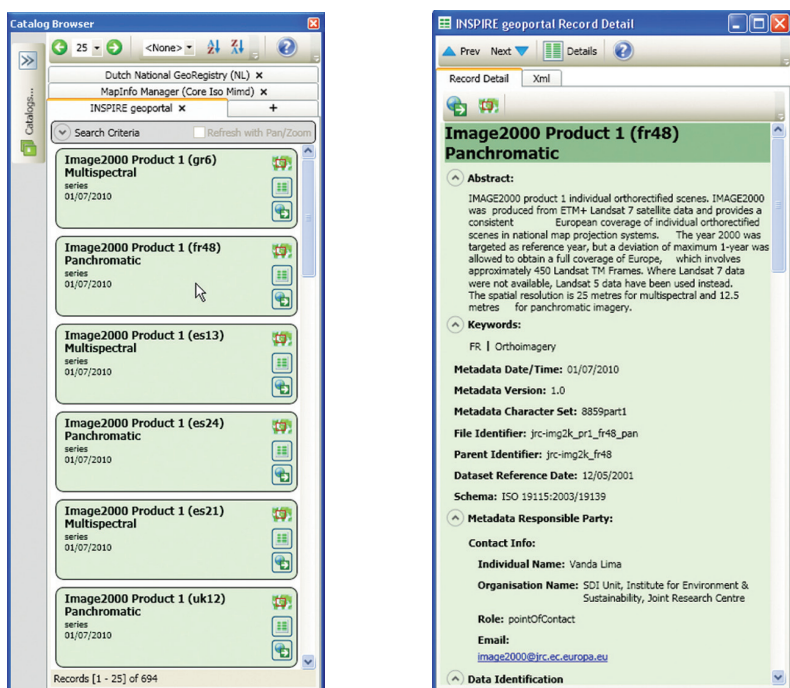 Catalog Browser
25
<None>
Dutch National GeoRegistry (NL) ×
MapInfo Manager (Core Iso Mimd) ×
INSPIRE geoportal ×
+
Catalogs...
Search Criteria
Refresh with Pan/Zoom
Image2000 Product 1 (gr6)
Multispectral
series
01/07/2010
Image2000 Product 1 (fr48)
Panchromatic
series
01/07/2010
Image2000 Product 1 (es13)
Multispectral
series
01/07/2010
Image2000 Product 1 (es24)
Panchromatic
series
01/07/2010
Image2000 Product 1 (es21)
Multispectral
series
01/07/2010
Image2000 Product 1 (uk12)
Panchromatic
series
01/07/2010
Records [1 - 25] of 694
INSPIRE geoportal Record Detail
Prev Next Details
Record Detail Xml
Image2000 Product 1 (fr48)
Panchromatic
Abstract:
IMAGE2000 product 1 individual orthorectified scenes. IMAGE2000
was produced from ETM+ Landsat 7 satellite data and provides a
consistent European coverage of individual orthorectified
scenes in national map projection systems. The year 2000 was
targeted as reference year, but a deviation of maximum 1-year was
allowed to obtain a full coverage of Europe, which involves
approximately 450 Landsat TM Frames. Where Landsat 7 data
were not available, Landsat 5 data have been used instead.
The spatial resolution is 25 metres for multispectral and 12.5
metres for panchromatic imagery.
Keywords:
FR | Orthoimagery
Metadata Date/Time: 01/07/2010
Metadata Version: 1.0
Metadata Character Set: 8859part1
File Identifier: jrc-img2k_pr1_fr48_pan
Parent Identifier: jrc-img2k_fr48
Dataset Reference Date: 12/05/2001
Schema: ISO 19115:2003/19139
Metadata Responsible Party:
Contact Info:
Individual Name: Vanda Lima
Organisation Name: SDI Unit, Institute for Environment &
Sustainability, Joint Research Centre
Role: pointOfContact
Email:
image2000@jrc.ec.europa.eu
Data Identification